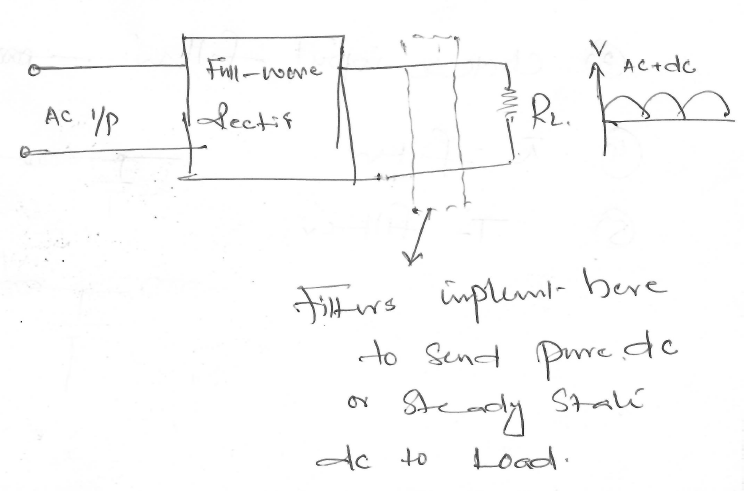 Full-wave
Rectif
AC I/P
RL.
V
AC+dc
Filters implemt- here
to Send pure dc
or Steady State
dc to Load.